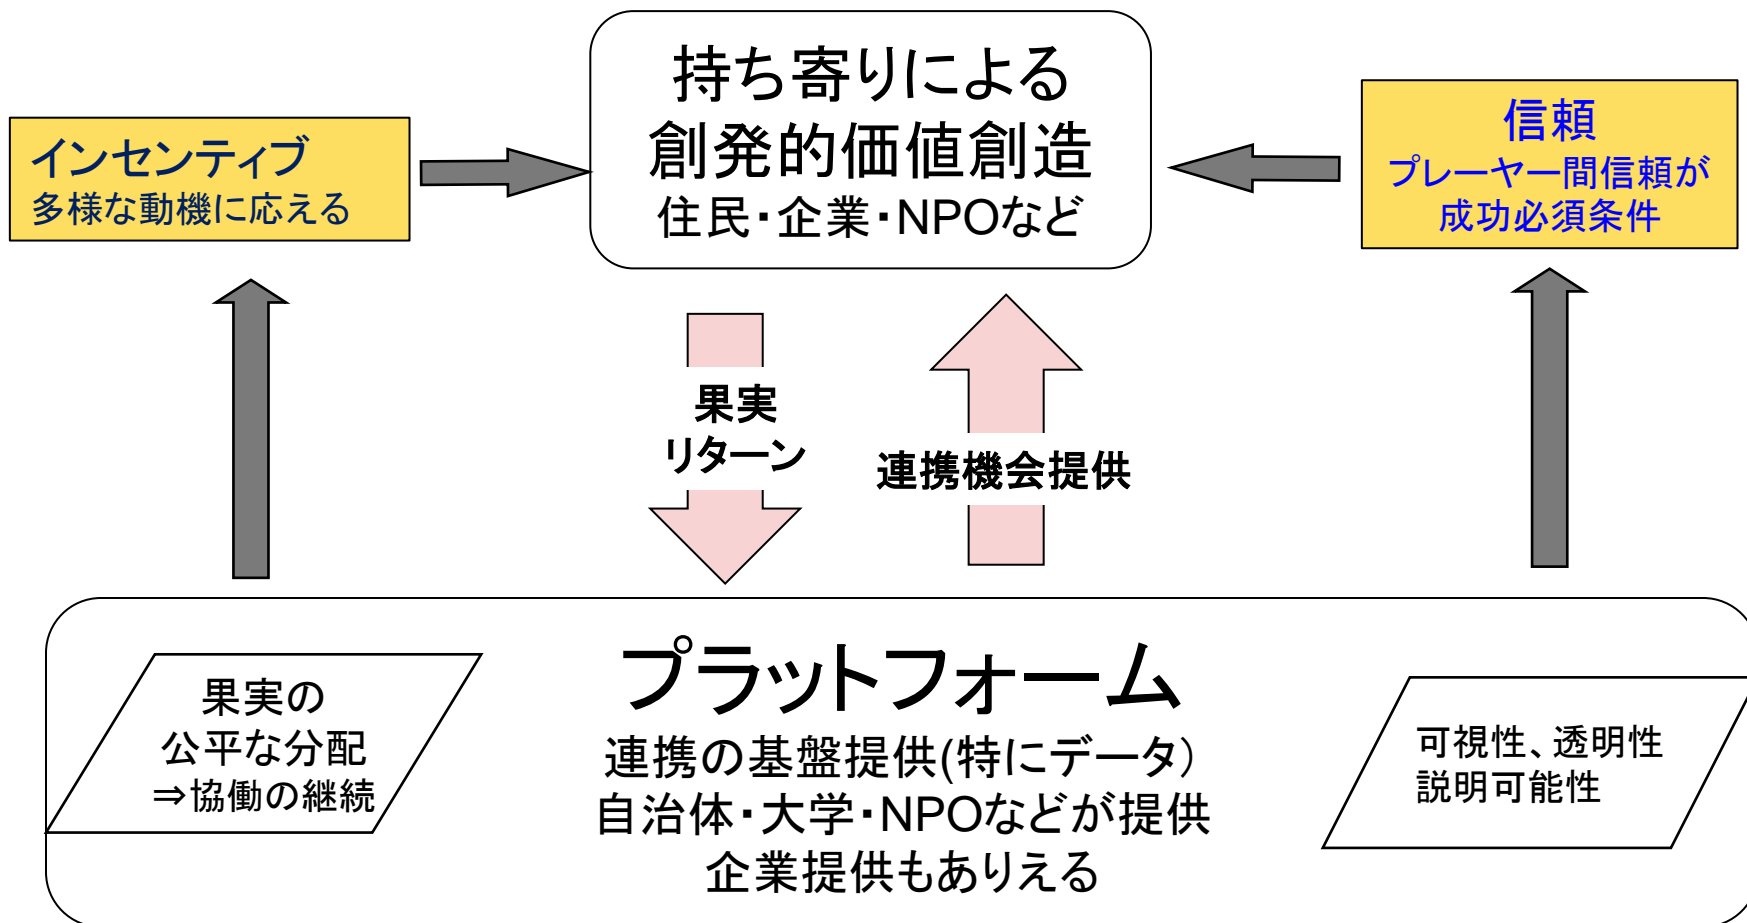 持ち寄りによる
創発的価値創造
住民・企業・NPOなど
インセンティブ
多様な動機に応える
信頼
プレーヤー間信頼が
成功必須条件
果実
リターン
連携機会提供
プラットフォーム
連携の基盤提供(特にデータ)
自治体・大学・NPOなどが提供
企業提供もありえる
果実の
公平な分配
⇒協働の継続
可視性、透明性
説明可能性